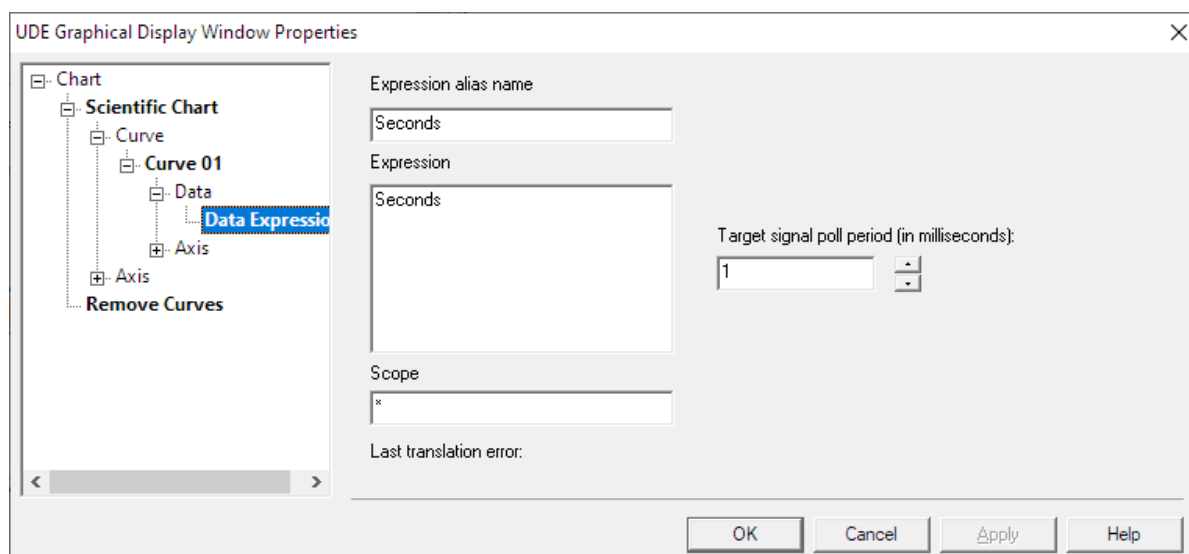 UDE Graphical Display Window Properties
Chart
Scientific Chart
Curve
Curve 01
Data
Data Expressio
Axis
Axis
Remove Curves
Expression alias name
Seconds
Expression
Seconds
Target signal poll period (in milliseconds):
1
Scope
*
Last translation error:
OK Cancel Apply Help